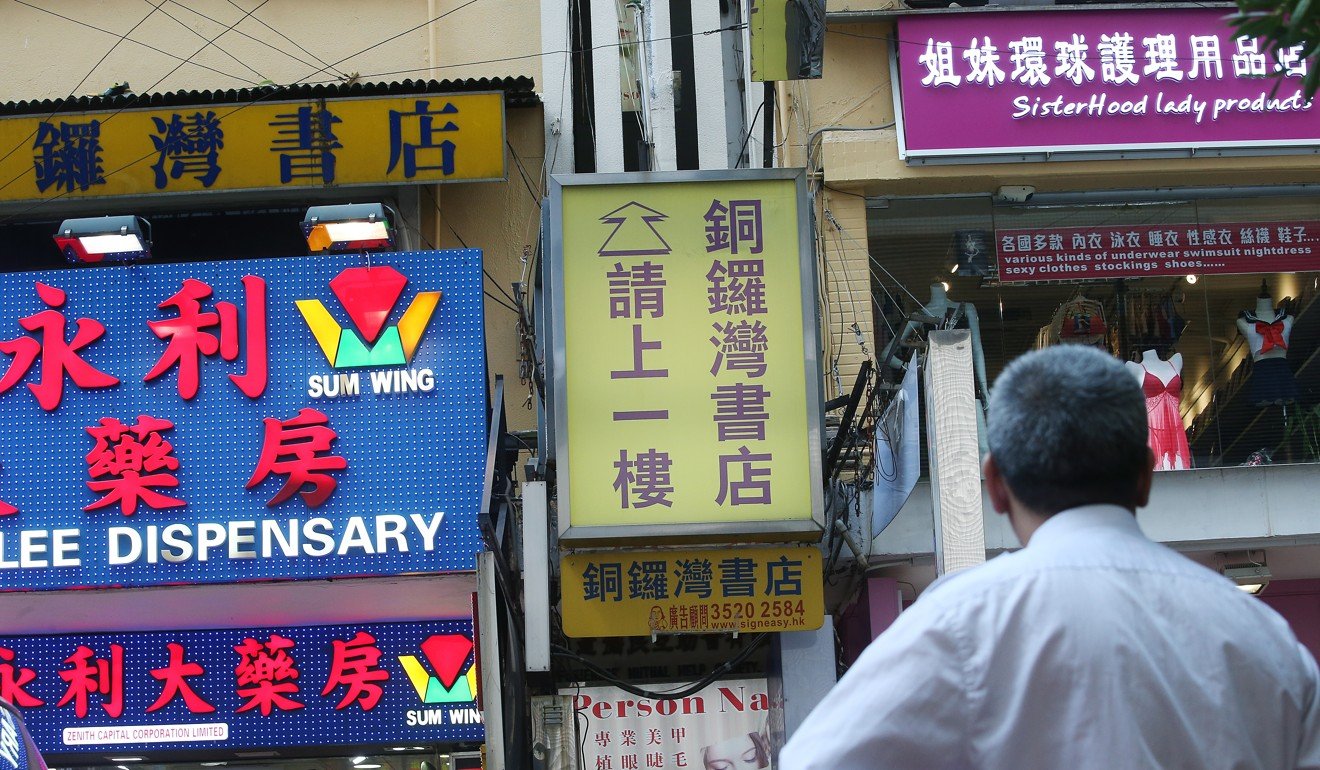 鑼灣書店
永利
SUM WING
藥房
LEE DISPENSARY
永利大藥房
SUM WING
ZENITH CAPITAL CORPORATION LIMITED
銅鑼灣書店
請上一樓
銅鑼灣書店
廣告顧問 3520 2584
www.signeasy.hk
Person Na
專業美甲
植眼睫毛
姐妹環球護理用品店
SisterHood lady products
各國多款 內衣 泳衣 睡衣 性感衣 絲襪 鞋子...
various kinds of underwear swimsuit nightdress
sexy clothes stockings shoes......